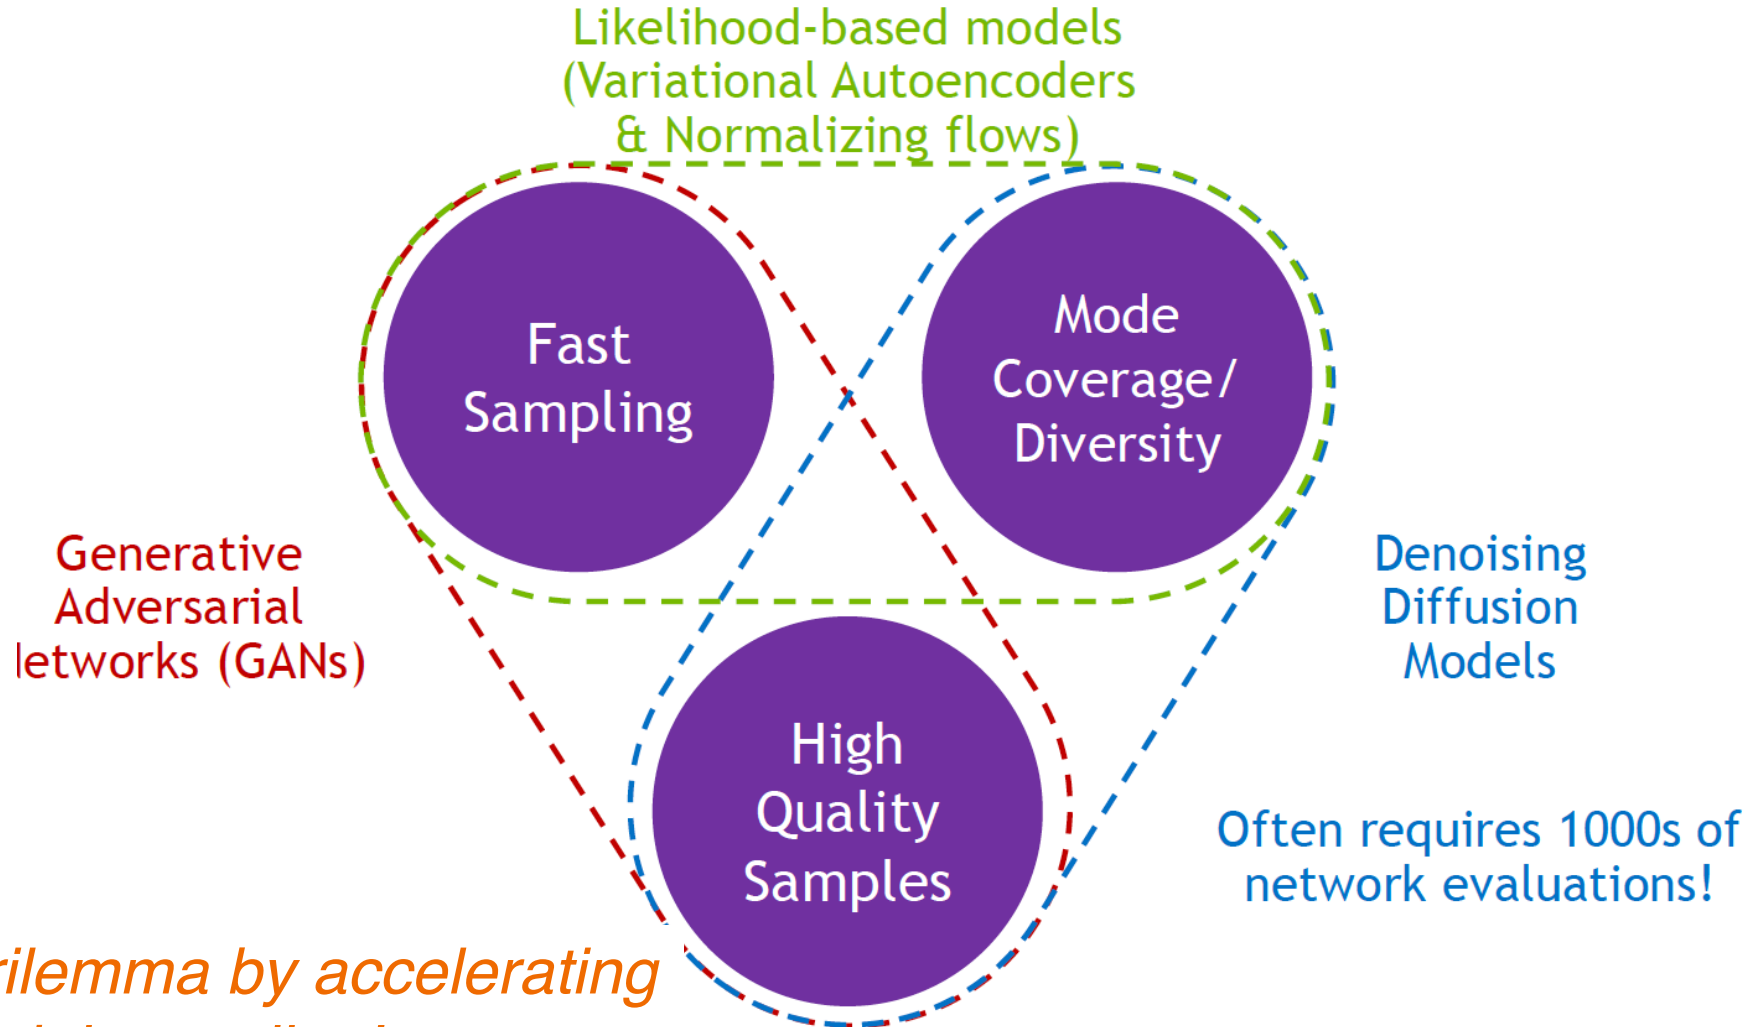 Likelihood-based models
(Variational Autoencoders
& Normalizing flows)
Fast
Sampling
Mode
Coverage/
Diversity
Generative
Adversarial
etworks (GANs)
Denoising
Diffusion
Models
High
Quality
Samples
Often requires 1000s of
network evaluations!
rilemma by accelerating